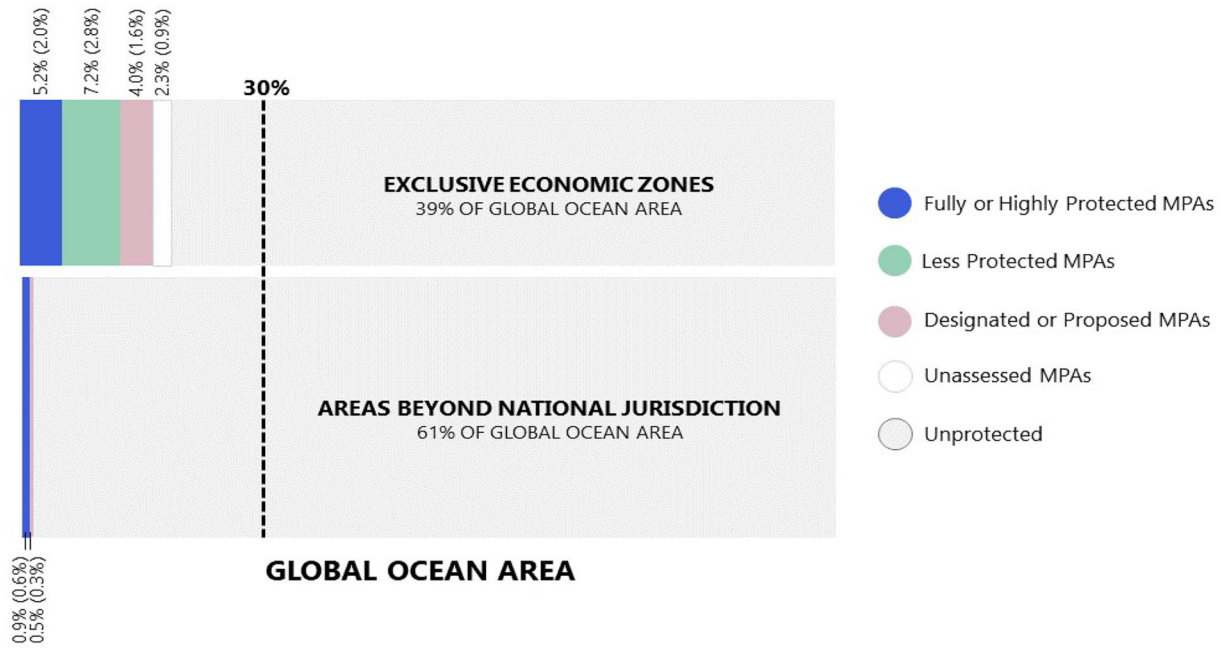 5.2% (2.0%)
7.2% (2.8%)
4.0% (1.6%)
2.3% (0.9%)
30%
EXCLUSIVE ECONOMIC ZONES
39% OF GLOBAL OCEAN AREA
AREAS BEYOND NATIONAL JURISDICTION
61% OF GLOBAL OCEAN AREA
0.9% (0.6%)
0.5% (0.3%)
GLOBAL OCEAN AREA
Fully or Highly Protected MPAs
Less Protected MPAs
Designated or Proposed MPAs
Unassessed MPAs
Unprotected